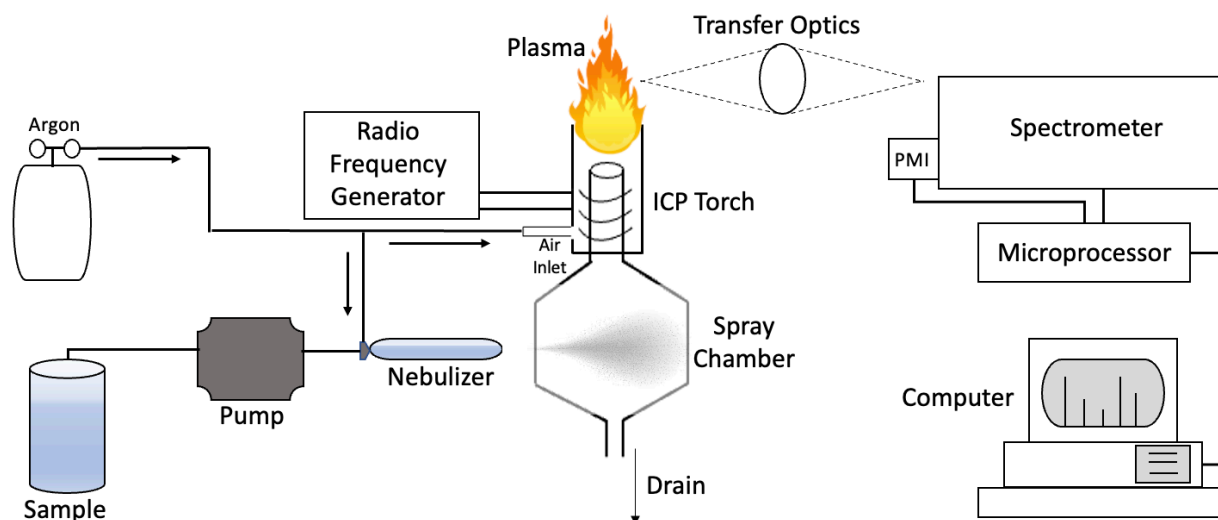 Plasma
Transfer Optics
Argon
Radio
Frequency
Generator
Spectrometer
PMI
ICP Torch
Air
Inlet
Microprocessor
Spray
Chamber
Nebulizer
Pump
Computer
Sample
Drain